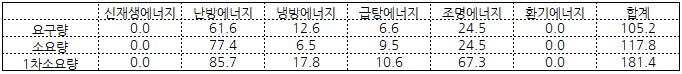 신재생에너지 난방에너지 냉방에너지 급탕에너지 조명에너지 환기에너지 합계
요구량 0.0 61.6 12.6 6.6 24.5 0.0 105.2
소요량 0.0 77.4 6.5 9.5 24.5 0.0 117.8
1차소요량 0.0 85.7 17.8 10.6 67.3 0.0 181.4